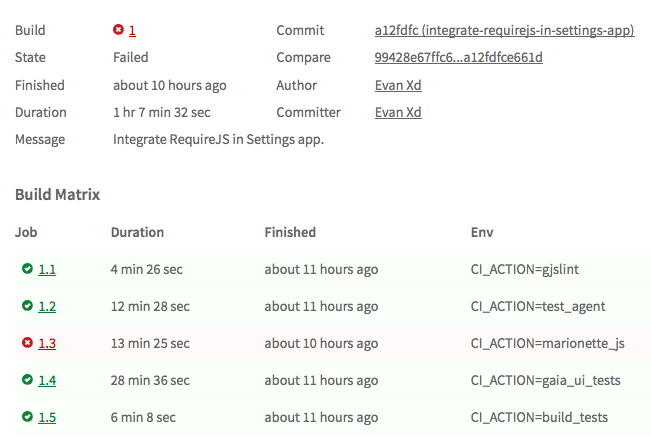 Build 1 Commit a12fdfc (integrate-requirejs-in-settings-app)
State Failed Compare 99428e67ffc6...a12fdfce661d
Finished about 10 hours ago Author Evan Xd
Duration 1 hr 7 min 32 sec Committer Evan Xd
Message Integrate RequireJS in Settings app.
Build Matrix
Job Duration Finished Env
1.1 4 min 26 sec about 11 hours ago CI_ACTION=gjslint
1.2 12 min 28 sec about 11 hours ago CI_ACTION=test_agent
1.3 13 min 25 sec about 10 hours ago CI_ACTION=marionette_js
1.4 28 min 36 sec about 11 hours ago CI_ACTION=gaia_ui_tests
1.5 6 min 8 sec about 11 hours ago CI_ACTION=build_tests